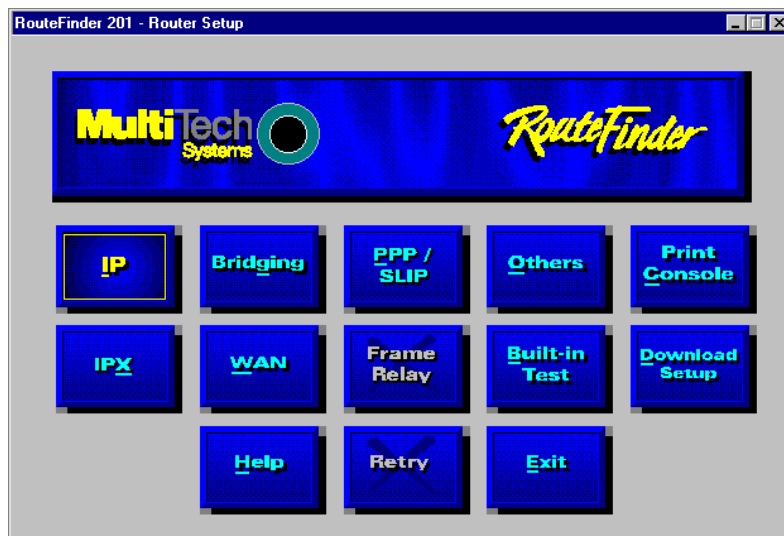 RouteFinder 201 - Router Setup
MultiTech
Systems
RouteFinder
IP
Bridging
PPP /
SLIP
Others
Print
Console
IPX
WAN
Frame
Relay
Built-in
Test
Download
Setup
Help
Retry
Exit